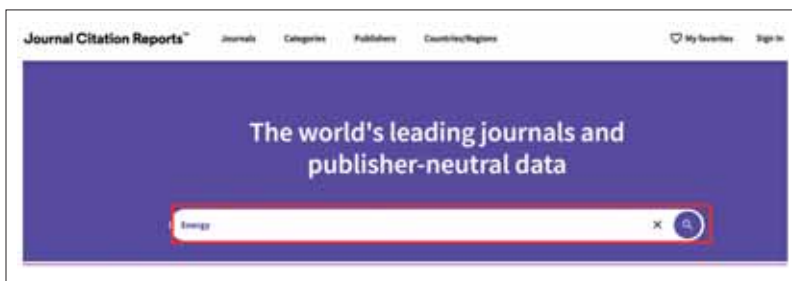 Journal Citation Reports™ Journals Categories Publishers Countries/Regions My favorites Sign In
The world's leading journals and
publisher-neutral data
Energy ×